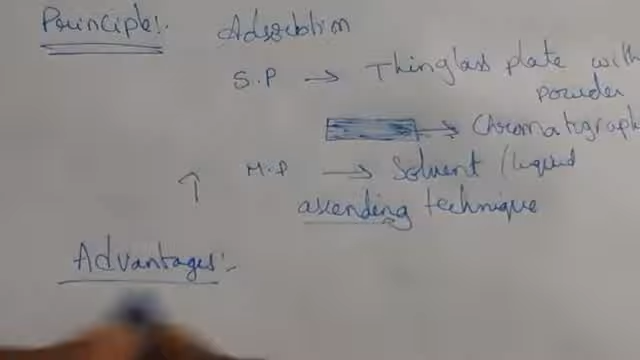 Principle:. Adsorbtion
S.P → Thinglass plate with
powder
→ Chromatograph
↑ M.P → Solvent /liquid
ascending technique
Advantages:-